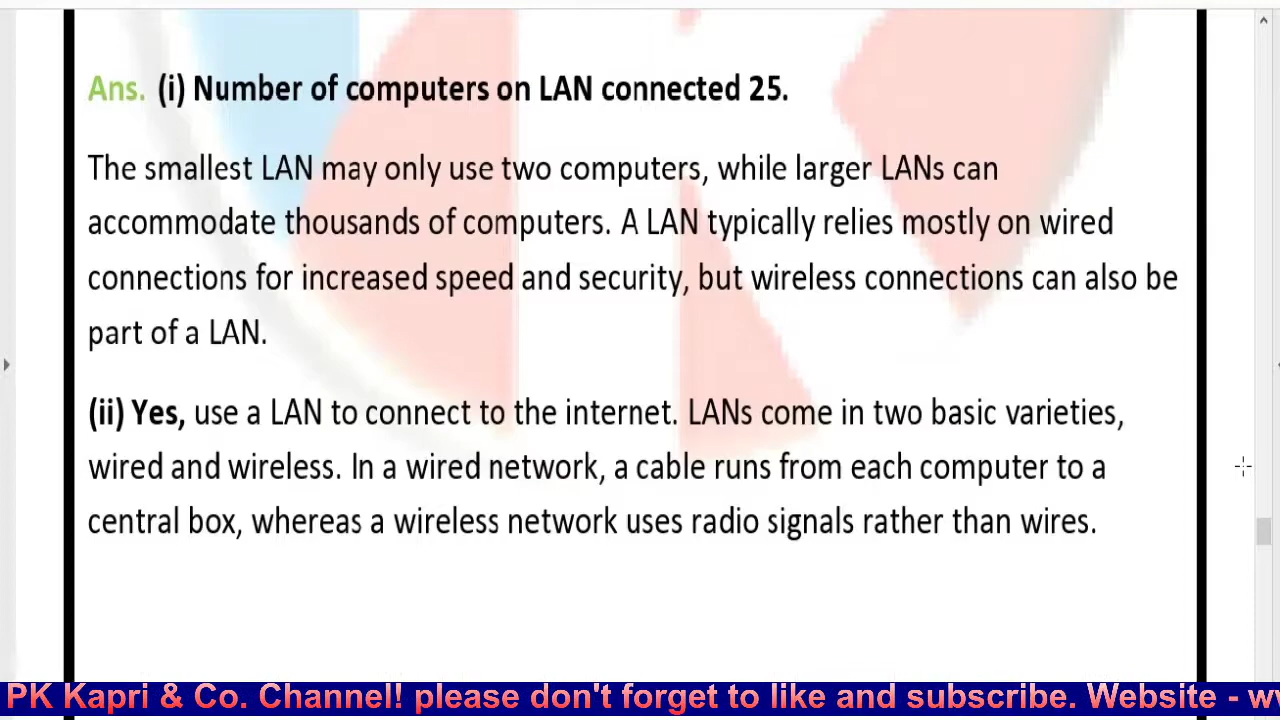 Ans. (i) Number of computers on LAN connected 25.
The smallest LAN may only use two computers, while larger LANs can
accommodate thousands of computers. A LAN typically relies mostly on wired
connections for increased speed and security, but wireless connections can also be
part of a LAN.
(ii) Yes, use a LAN to connect to the internet. LANs come in two basic varieties,
wired and wireless. In a wired network, a cable runs from each computer to a
central box, whereas a wireless network uses radio signals rather than wires.
PK Kapri & Co. Channel! please don't forget to like and subscribe. Website -